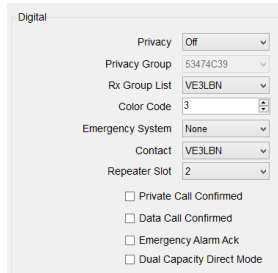 Digital
Privacy Off
Privacy Group 53474C39
Rx Group List VE3LBN
Color Code 3
Emergency System None
Contact VE3LBN
Repeater Slot 2
Private Call Confirmed
Data Call Confirmed
Emergency Alarm Ack
Dual Capacity Direct Mode